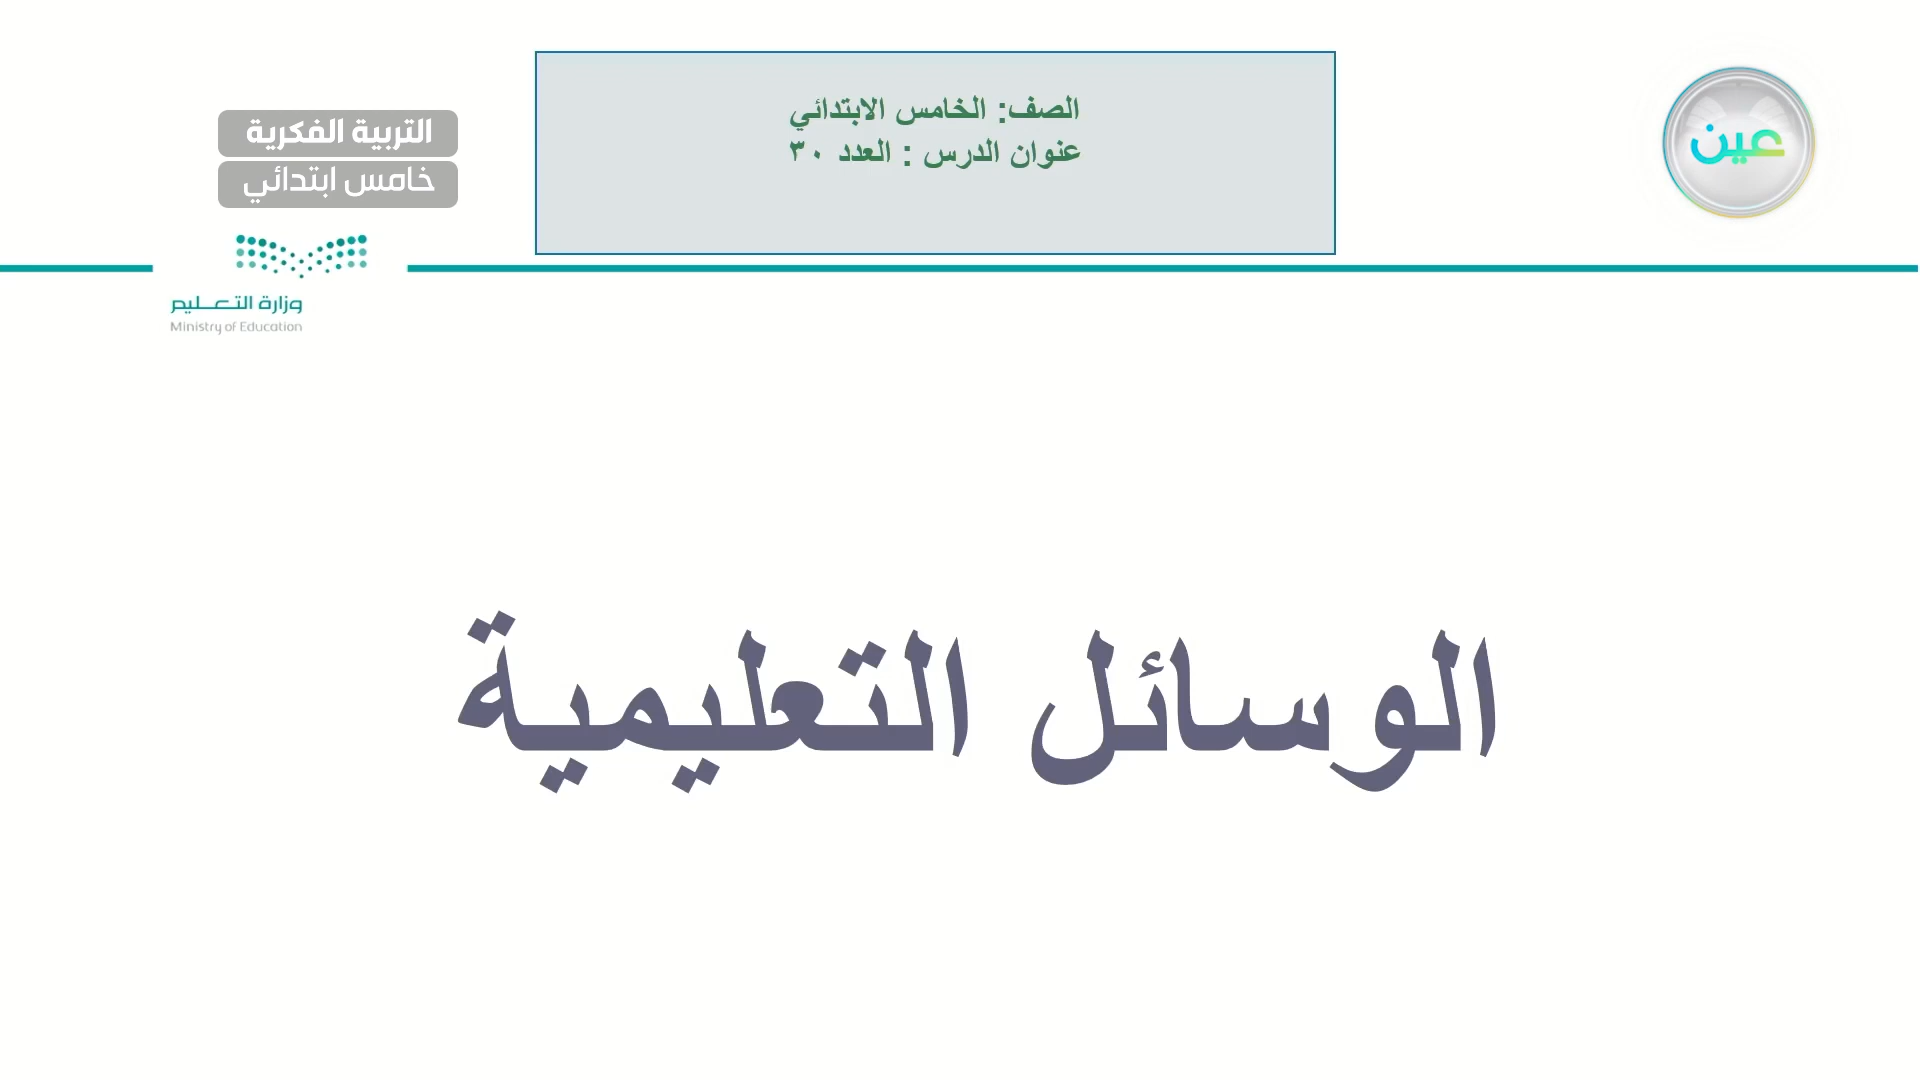 الصف: الخامس الابتدائي
عنوان الدرس : العدد ٣٠
عين
التربية الفكرية
خامس ابتدائي
وزارة التعليم
Ministry of Education
الوسائل التعليمية